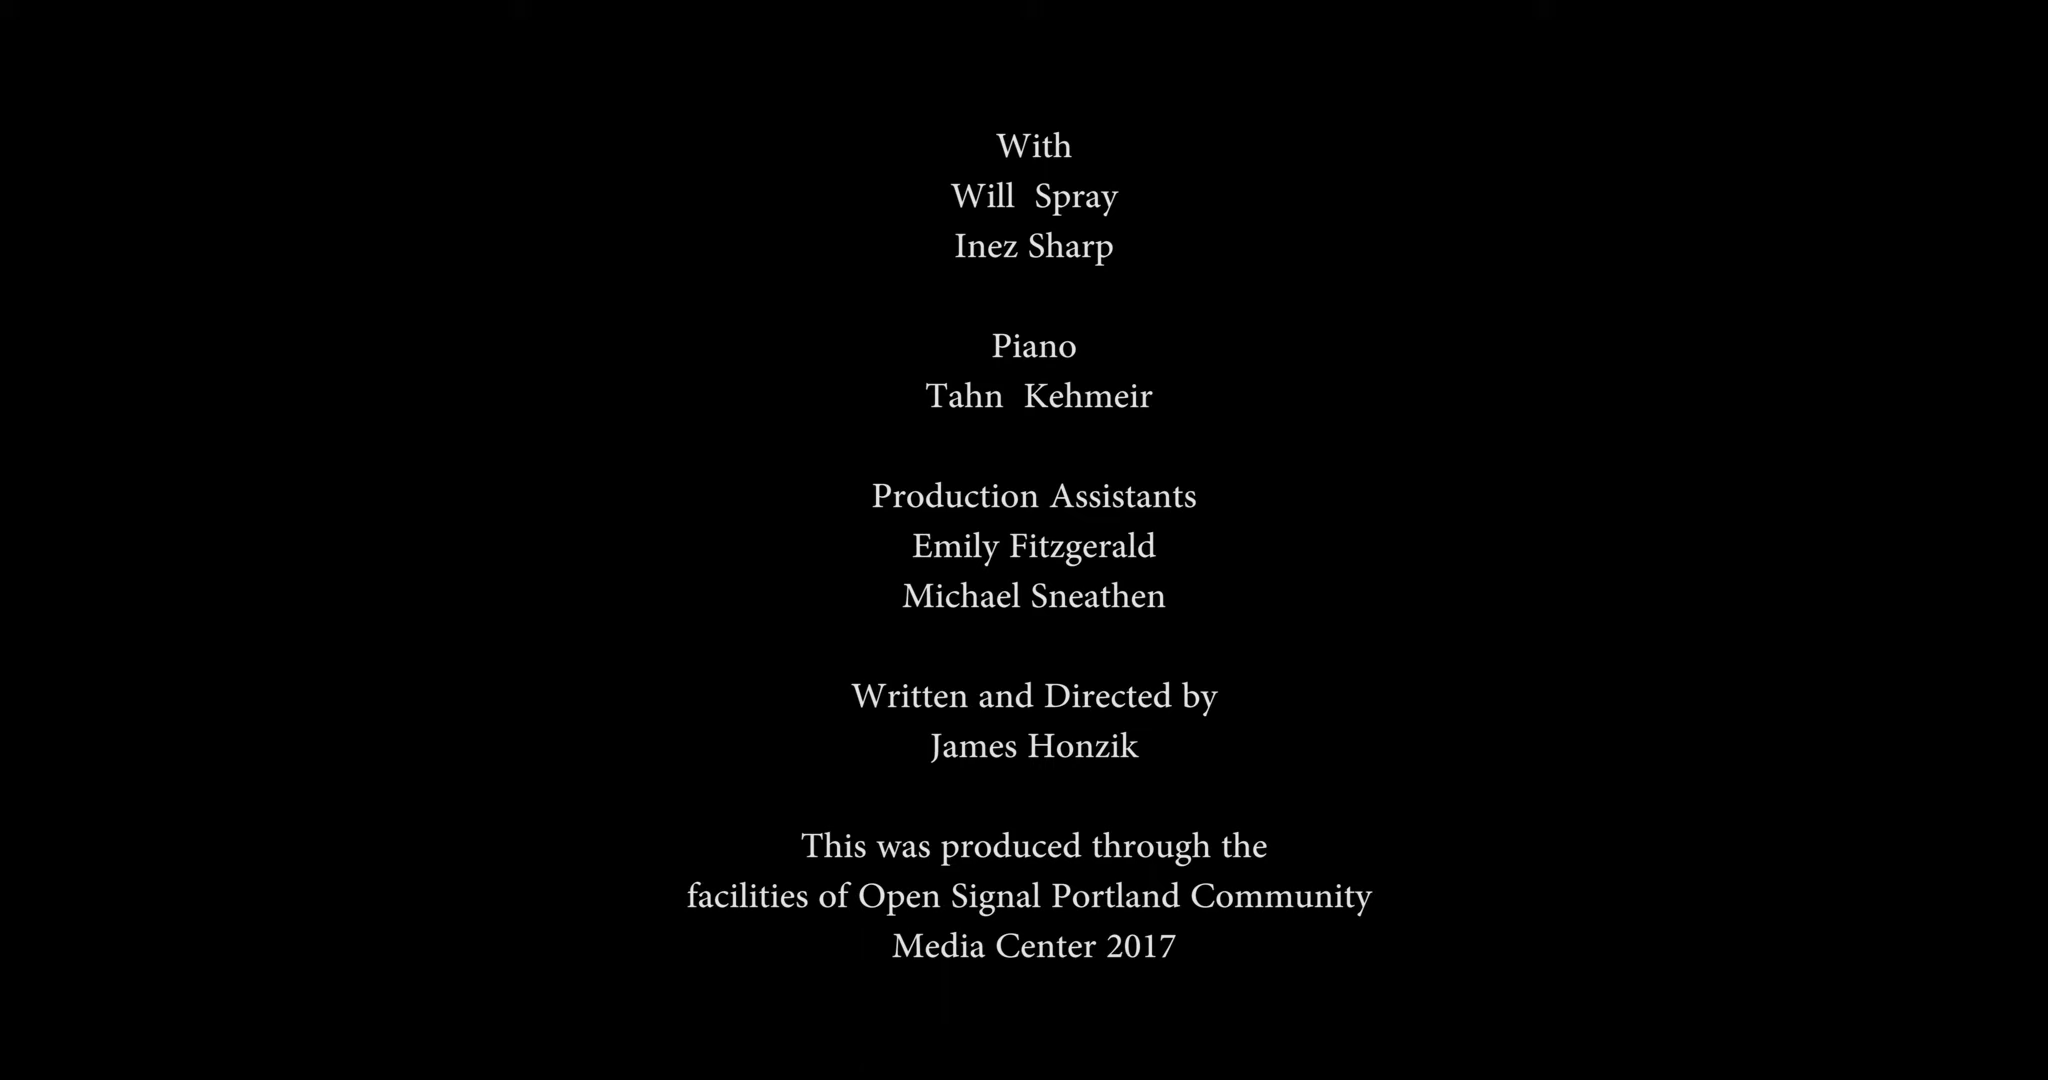 With
Will  Spray
Inez Sharp
Piano
Tahn  Kehmeir
Production Assistants
Emily Fitzgerald
Michael Sneathen
Written and Directed by
James Honzik
This was produced through the
facilities of Open Signal Portland Community
Media Center 2017